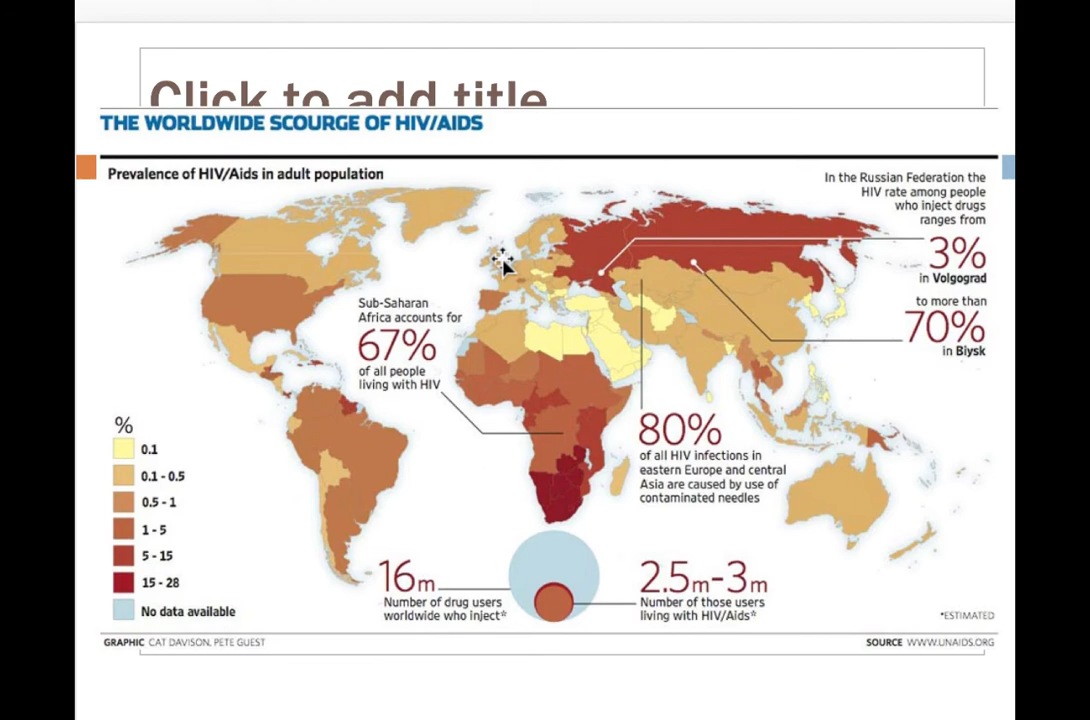 Click to add title
THE WORLDWIDE SCOURGE OF HIV/AIDS
Prevalence of HIV/Aids in adult population
In the Russian Federation the
HIV rate among people
who inject drugs
ranges from
3%
in Volgograd
to more than
70%
in Biysk
Sub-Saharan
Africa accounts for
67%
of all people
living with HIV
80%
of all HIV infections in
eastern Europe and central
Asia are caused by use of
contaminated needles
%
0.1
0.1 - 0.5
0.5 - 1
1 - 5
5 - 15
15 - 28
No data available
16m
Number of drug users
worldwide who inject*
2.5m-3m
Number of those users
living with HIV/Aids*
*ESTIMATED
GRAPHIC CAT DAVISON, PETE GUEST
SOURCE WWW.UNAIDS.ORG